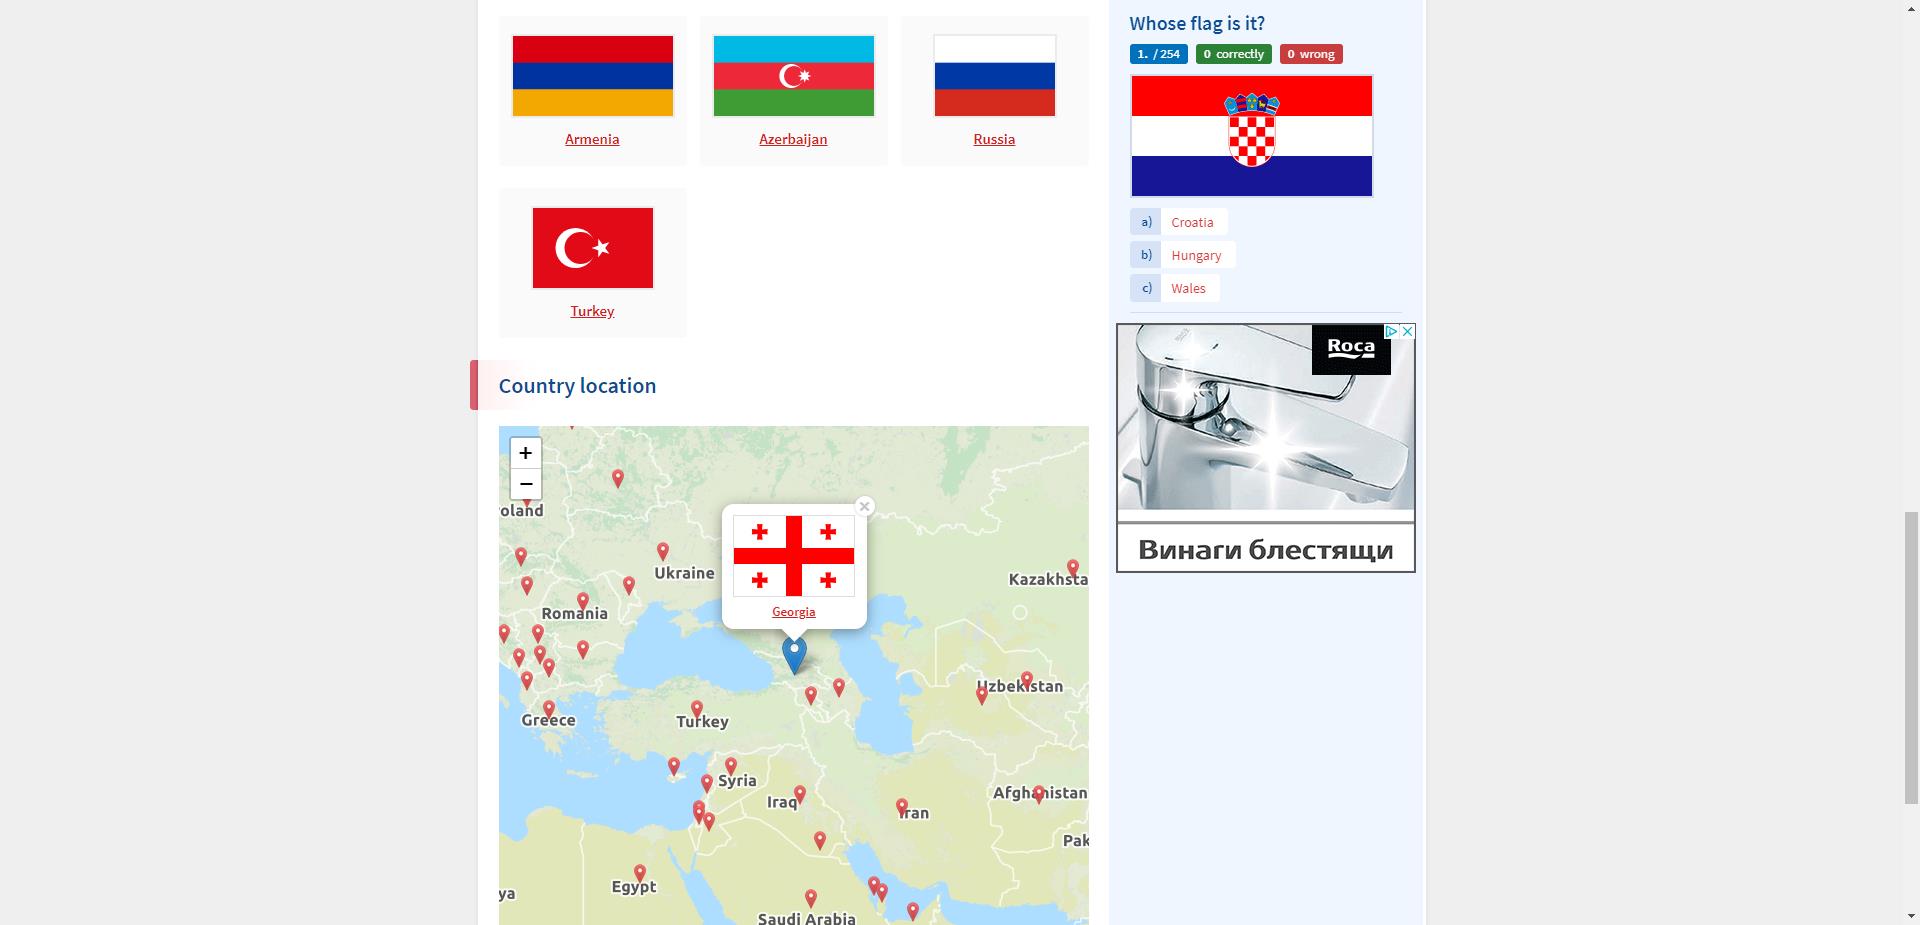 Armenia
Azerbaijan
Russia
Turkey
Country location
+
−
oland
Ukraine
Romania
Kazakhsta
Georgia
Uzbekistan
Greece
Turkey
Syria
Iraq
Iran
Afghanistan
Pak
Egypt
ya
Saudi Arabia
Whose flag is it?
1. / 254
0 correctly
0 wrong
a) Croatia
b) Hungary
c) Wales
Roca
Винаги блестящи